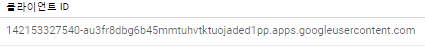 클라이언트 ID
142153327540-au3fr8dbg6b45mmtuhvtktuojaded1pp.apps.googleusercontent.com